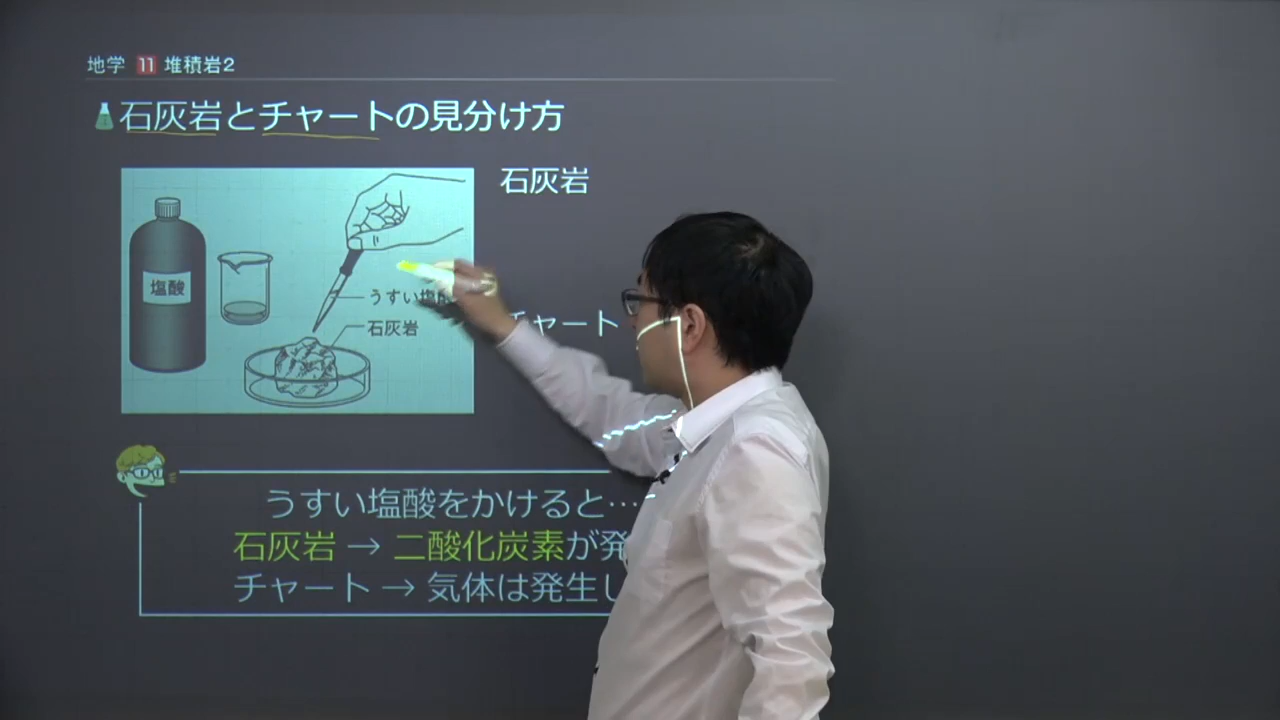 地学 11 堆積岩2
石灰岩とチャートの見分け方
石灰岩
塩酸
うすい塩酸
石灰岩
チャート
うすい塩酸をかけると…
石灰岩 → 二酸化炭素が発
チャート → 気体は発生し